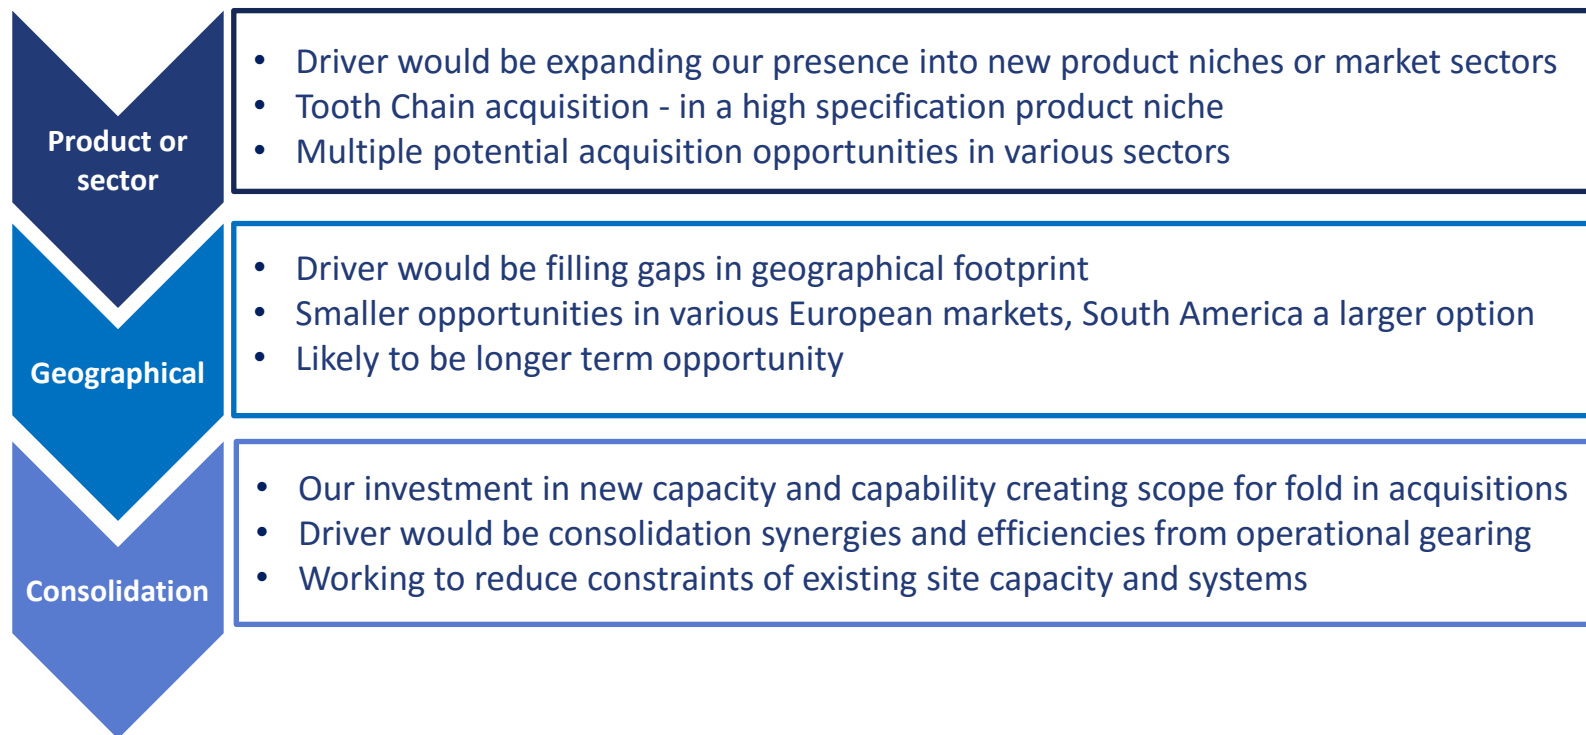 Product or
sector
• Driver would be expanding our presence into new product niches or market sectors
• Tooth Chain acquisition - in a high specification product niche
• Multiple potential acquisition opportunities in various sectors
Geographical
• Driver would be filling gaps in geographical footprint
• Smaller opportunities in various European markets, South America a larger option
• Likely to be longer term opportunity
Consolidation
• Our investment in new capacity and capability creating scope for fold in acquisitions
• Driver would be consolidation synergies and efficiencies from operational gearing
• Working to reduce constraints of existing site capacity and systems